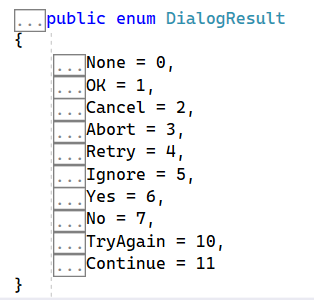 ...public enum DialogResult
{
...None = 0,
...OK = 1,
...Cancel = 2,
...Abort = 3,
...Retry = 4,
...Ignore = 5,
...Yes = 6,
...No = 7,
...TryAgain = 10,
...Continue = 11
}